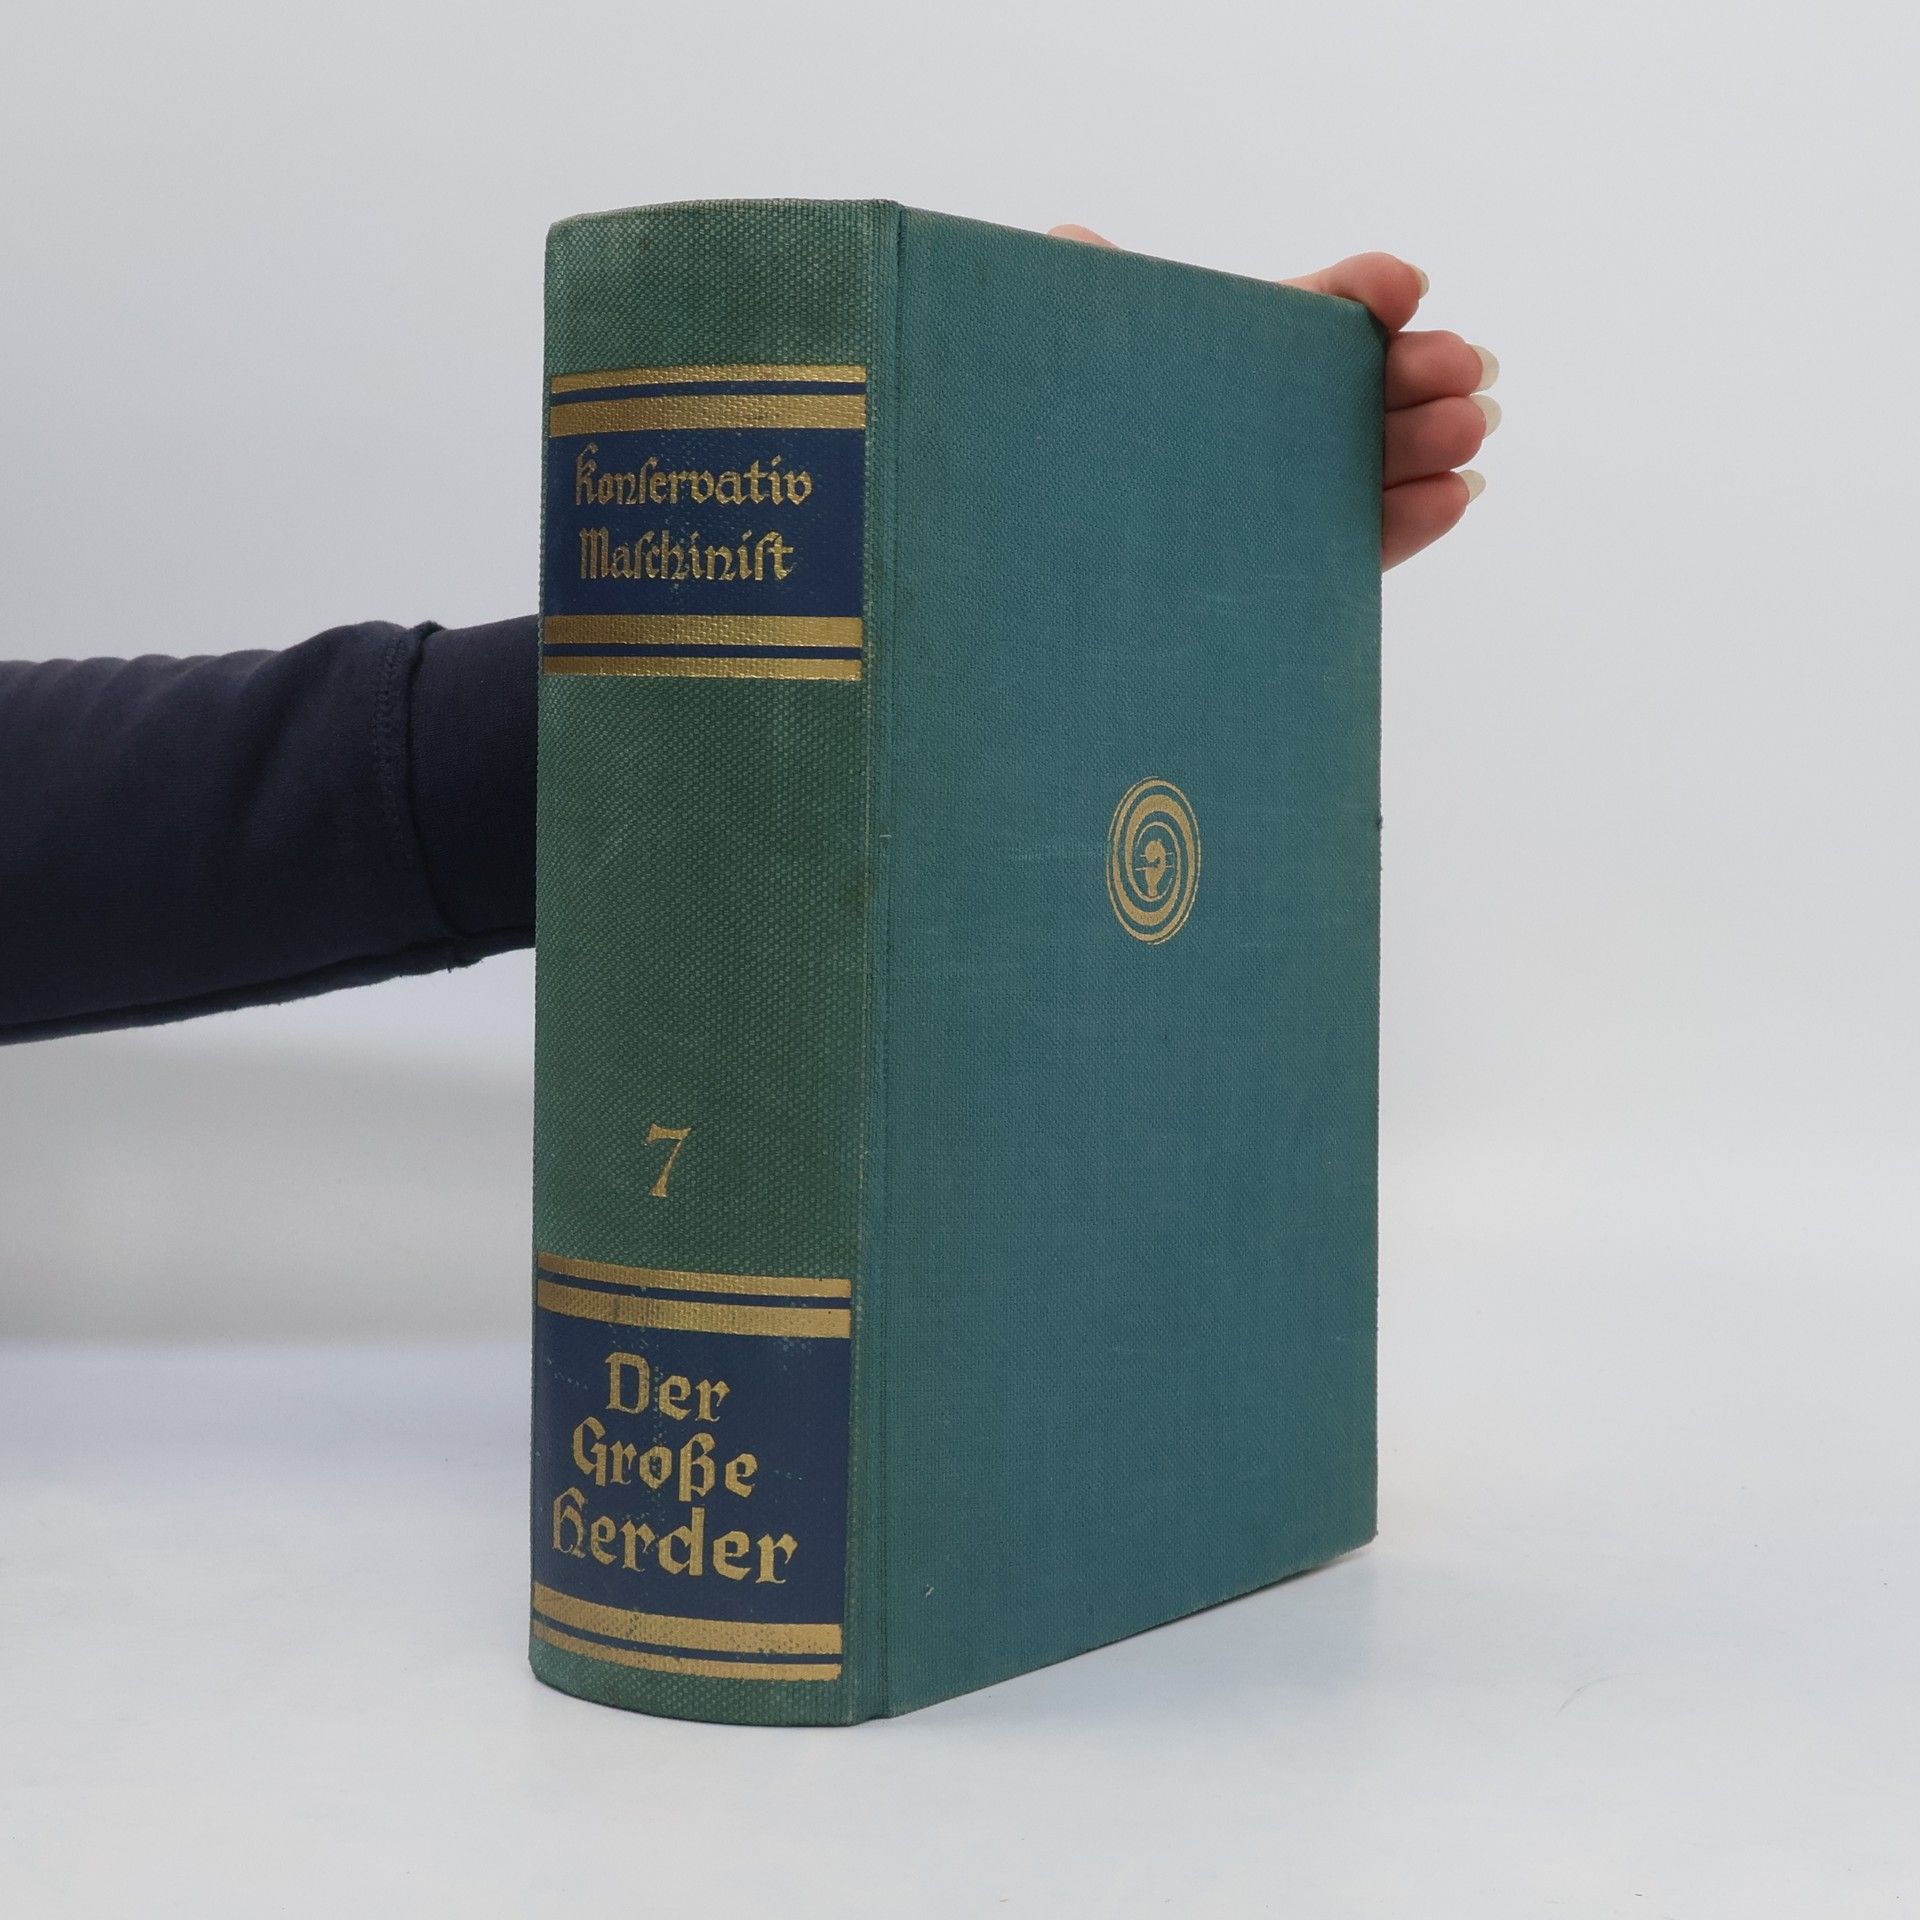 Konſervativ
Maſchiniſt
7
Der
Große
Herder